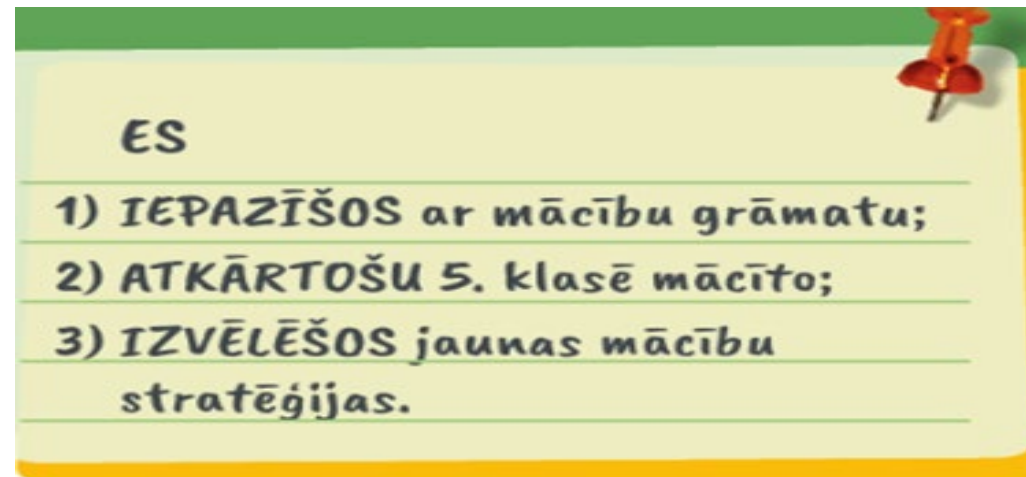 ES
1) IEPAZĪŠOS ar mācību grāmatu;
2) ATKĀRTOŠU 5. klasē mācīto;
3) IZVĒLĒŠOS jaunas mācību
stratēģijas.